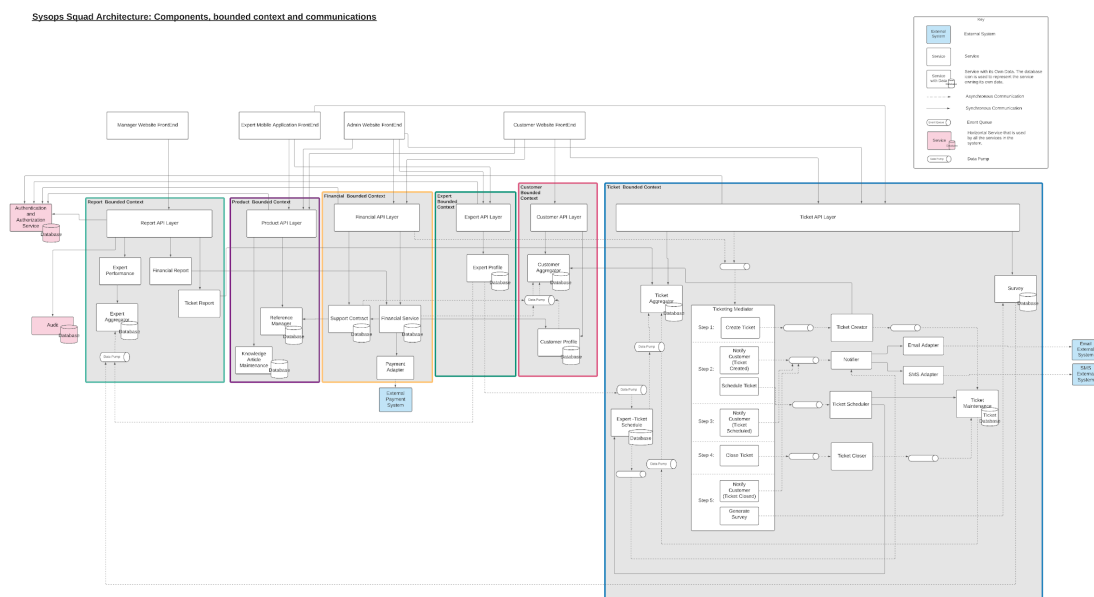 Sysops Squad Architecture: Components, bounded context and communications
Key
External
System
External System
Service
Service
Service
with Data
Service with its Own Data. The database
icon is used to represent the service
owning its own data.
Asynchronous Communication
Synchronous Communication
Event Queue
Service
Horizontal Service that is used
by all the services in the
system.
Data Pump
Data Pump
Manager Website FrontEnd
Expert Mobile Application FrontEnd
Admin Website FrontEnd
Customer Website FrontEnd
Authentication
and
Authorization
Service
Database
Audit
Database
Report Bounded Context
Report API Layer
Expert
Performance
Financial Report
Ticket Report
Expert
Aggregator
Database
Data Pump
Product Bounded Context
Product API Layer
Reference
Manager
Database
Knowledge
Article
Maintenance
Database
Financial Bounded Context
Financial API Layer
Support Contract
Database
Financial Service
Database
Payment
Adapter
External
Payment
System
Expert
Bounded
Context
Expert API Layer
Expert Profile
Database
Customer
Bounded
Context
Customer API Layer
Customer
Aggregator
Database
Data Pump
Customer Profile
Database
Ticket Bounded Context
Ticket API Layer
Survey
Database
Ticket
Database
Data Pump
Data Pump
Expert -Ticket
Schedule
Database
Data Pump
Ticketing Mediator
Step 1:
Create Ticket
Step 2:
Notify
Customer
(Ticket
Created)
Schedule Ticket
Step 3:
Notify
Customer
(Ticket
Scheduled)
Step 4:
Close Ticket
Step 5:
Notify
Customer
(Ticket Closed)
Generate
Survey
Ticket Creator
Notifier
Email Adapter
SMS Adapter
Ticket Scheduler
Ticket Closer
Ticket
Maintenance
Ticket
Database
Email
External
System
SMS
External
System